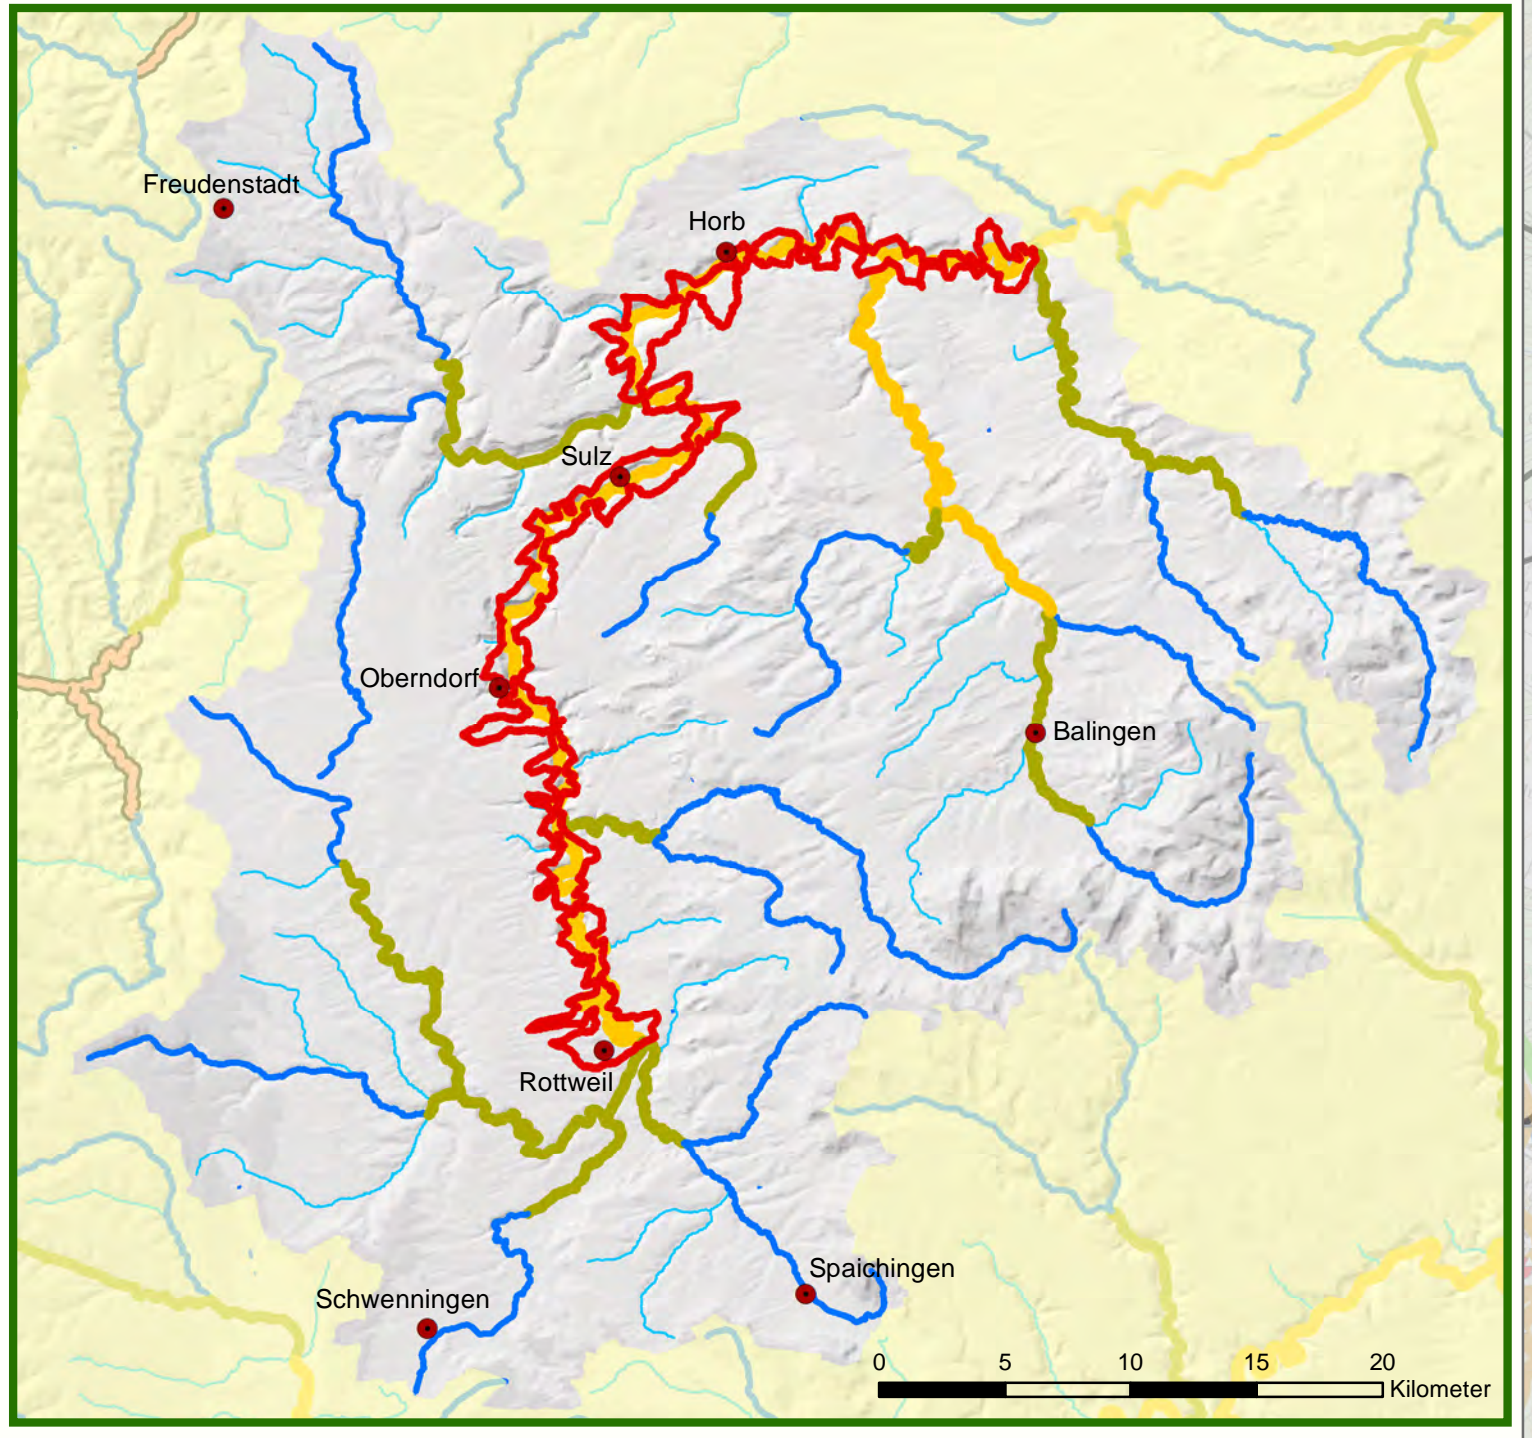 Freudenstadt
Horb
Sulz
Oberndorf
Balingen
Rottweil
Spaichingen
Schwenningen
0 5 10 15 20
Kilometer